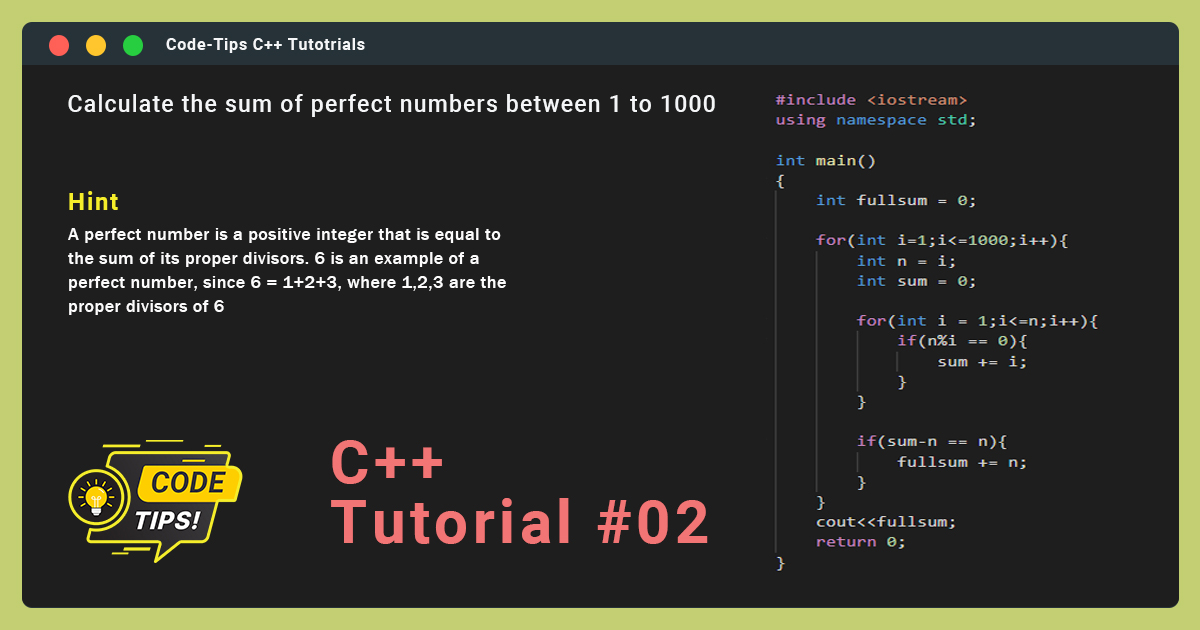 Code-Tips C++ Tutotrials
Calculate the sum of perfect numbers between 1 to 1000
Hint
A perfect number is a positive integer that is equal to
the sum of its proper divisors. 6 is an example of a
perfect number, since 6 = 1+2+3, where 1,2,3 are the
proper divisors of 6
CODE
TIPS!
C++
Tutorial #02
#include <iostream>
using namespace std;
int main()
{
    int fullsum = 0;
    for(int i=1;i<=1000;i++){
        int n = i;
        int sum = 0;
        for(int i = 1;i<=n;i++){
            if(n%i == 0){
                sum += i;
            }
        }
        if(sum-n == n){
            fullsum += n;
        }
    }
    cout<<fullsum;
    return 0;
}